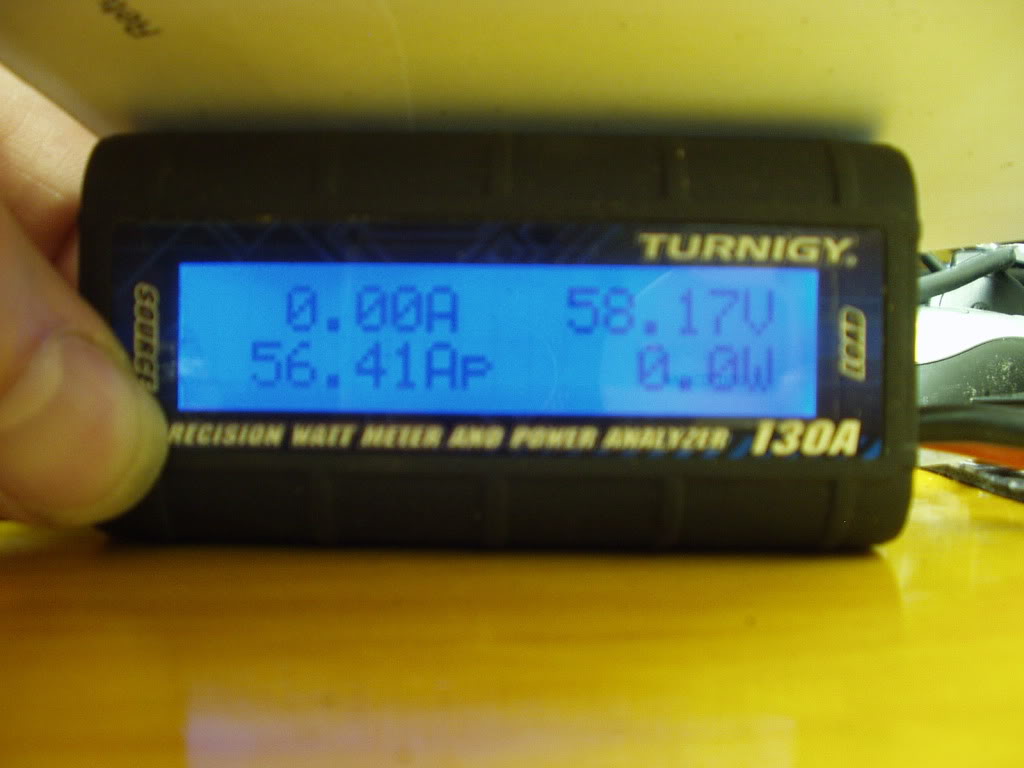 TURNIGY
SOURCE
0.00A 58.17V
56.41Ap 0.0W
LOAD
RECISION WATT METER AND POWER ANALYZER 130A